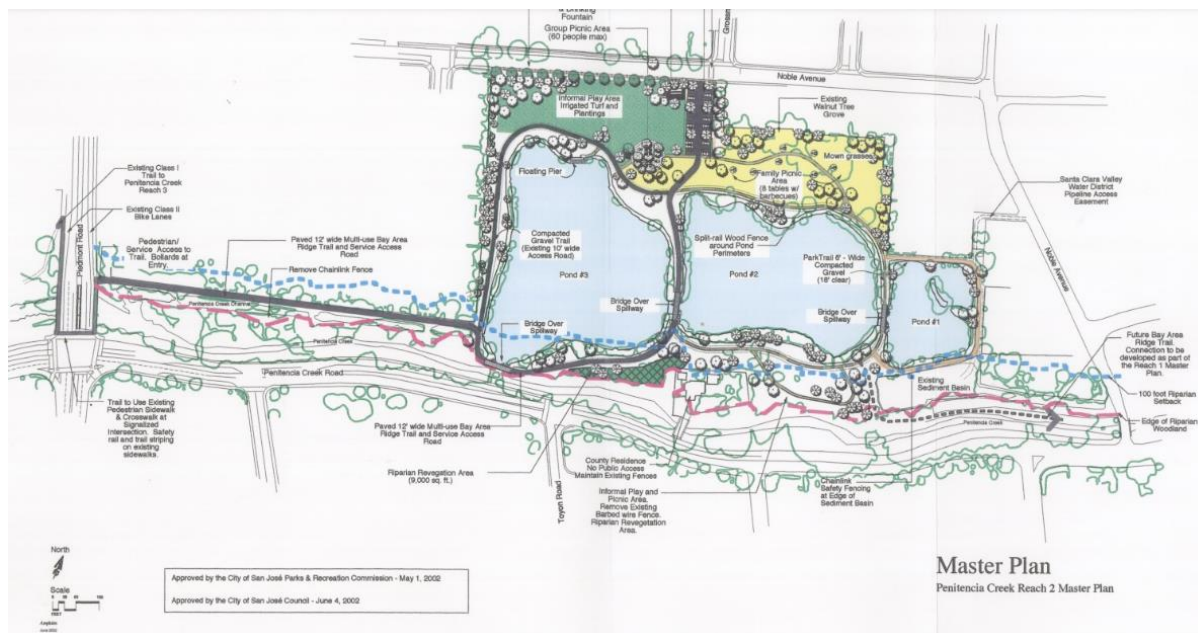 & Drinking
Fountain
Group Picnic Area
(60 people max)
Noble Avenue
Informal Play Area
Irrigated Turf and
Plantings
Existing
Walnut Tree
Grove
Mown grasses
Floating Pier
Family Picnic
Area
(8 tables w/
barbecues)
Santa Clara Valley
Water District
Pipeline Access
Easement
Existing Class I
Trail to
Penitencia Creek
Reach 3
Existing Class II
Bike Lanes
Piedmont Road
Pedestrian/
Service Access to
Trail. Bollards at
Entry.
Paved 12' wide Multi-use Bay Area
Ridge Trail and Service Access
Road
Remove Chainlink Fence
Compacted
Gravel Trail
(Existing 10' wide
Access Road)
Split-rail Wood Fence
around Pond
Perimeters
ParkTrail 6' - Wide
Compacted
Gravel
(18' clear)
Noble Avenue
Pond #3
Pond #2
Pond #1
Bridge Over
Spillway
Bridge Over
Spillway
Bridge Over
Spillway
Penitencia Creek Channel
Penitencia Creek
Penitencia Creek Road
Existing
Sediment Basin
Future Bay Area
Ridge Trail.
Connection to be
developed as part of
the Reach 1 Master
Plan.
100 foot Riparian
Setback
Edge of Riparian
Woodland
Penitencia Creek
Trail to Use Existing
Pedestrian Sidewalk
& Crosswalk at
Signalized
Intersection. Safety
rail and trail striping
on existing
sidewalks.
Paved 12' wide Multi-use Bay Area
Ridge Trail and Service Access
Road
Riparian Revegation Area
(9,000 sq. ft.)
Toyon Road
County Residence
No Public Access
Maintain Existing Fences
Informal Play and
Picnic Area.
Remove Existing
Barbed wire Fence.
Riparian Revegetation
Area.
Chainlink
Safety Fencing
at Edge of
Sediment Basin
North
Scale
FEET
Approved by the City of San José Parks & Recreation Commission - May 1, 2002
Approved by the City of San José Council - June 4, 2002
Master Plan
Penitencia Creek Reach 2 Master Plan